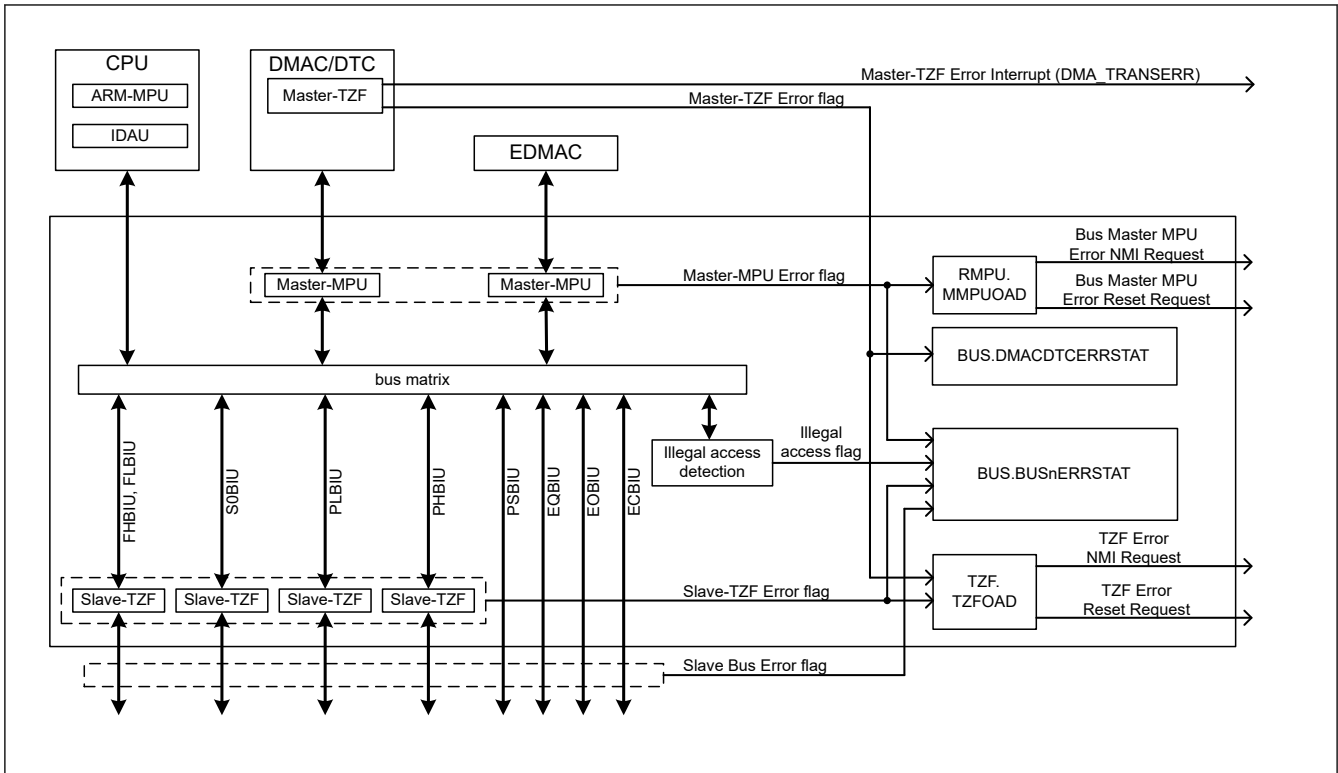 CPU
ARM-MPU
IDAU
DMAC/DTC
Master-TZF
EDMAC
Master-TZF Error Interrupt (DMA_TRANSERR)
Master-TZF Error flag
Master-MPU
Master-MPU
Master-MPU Error flag
RMPU.
MMPUOAD
Bus Master MPU
Error NMI Request
Bus Master MPU
Error Reset Request
BUS.DMACDTCERRSTAT
bus matrix
FHBIU, FLBIU
S0BIU
PLBIU
PHBIU
PSBIU
EQBIU
EOBIU
ECBIU
Illegal access
detection
Illegal
access flag
BUS.BUSnERRSTAT
Slave-TZF
Slave-TZF
Slave-TZF
Slave-TZF
Slave-TZF Error flag
TZF.
TZFOAD
TZF Error
NMI Request
TZF Error
Reset Request
Slave Bus Error flag